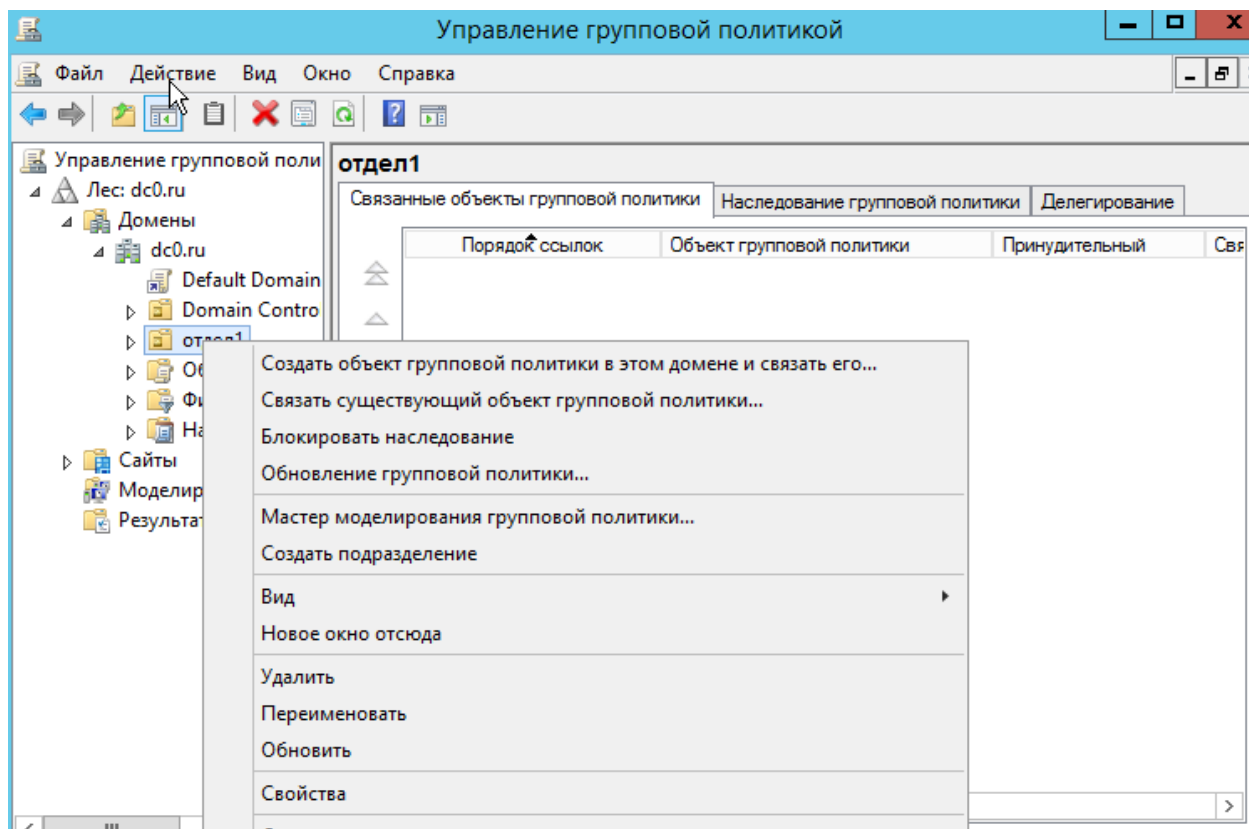 Управление групповой политикой
Файл Действие Вид Окно Справка
Управление групповой поли
Лес: dc0.ru
Домены
dc0.ru
Default Domain
Domain Contro
отдел1
Об
Фи
На
Сайты
Моделир
Результат
отдел1
Связанные объекты групповой политики Наследование групповой политики Делегирование
Порядок ссылок Объект групповой политики Принудительный Свя
Создать объект групповой политики в этом домене и связать его...
Связать существующий объект групповой политики...
Блокировать наследование
Обновление групповой политики...
Мастер моделирования групповой политики...
Создать подразделение
Вид
Новое окно отсюда
Удалить
Переименовать
Обновить
Свойства